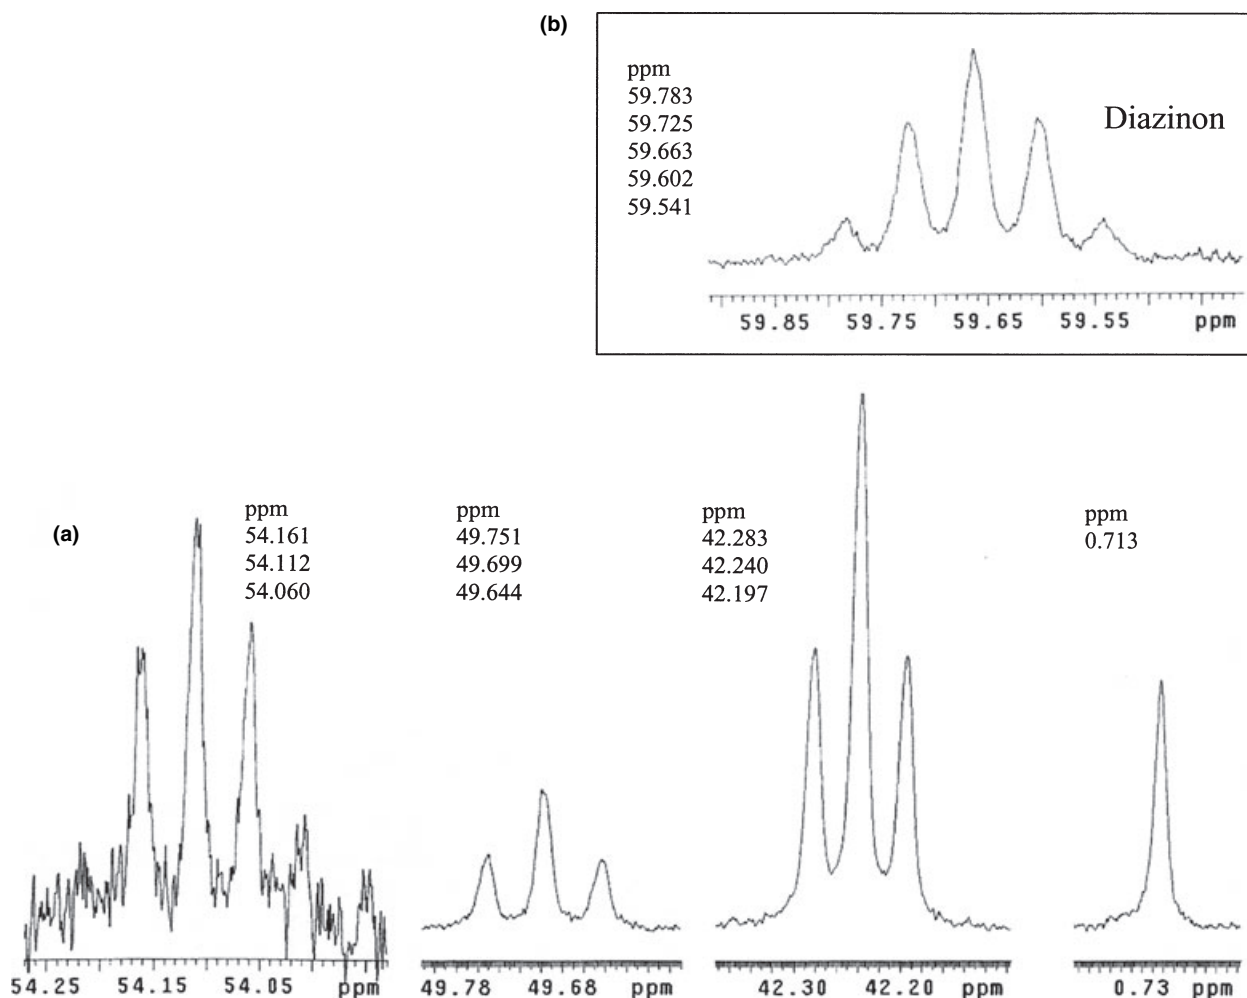 (b)
ppm
59.783
59.725
59.663
59.602
59.541
Diazinon
59.85 59.75 59.65 59.55 ppm
(a)
ppm
54.161
54.112
54.060
ppm
49.751
49.699
49.644
ppm
42.283
42.240
42.197
ppm
0.713
54.25 54.15 54.05 ppm
49.78 49.68 ppm
42.30 42.20 ppm
0.73 ppm